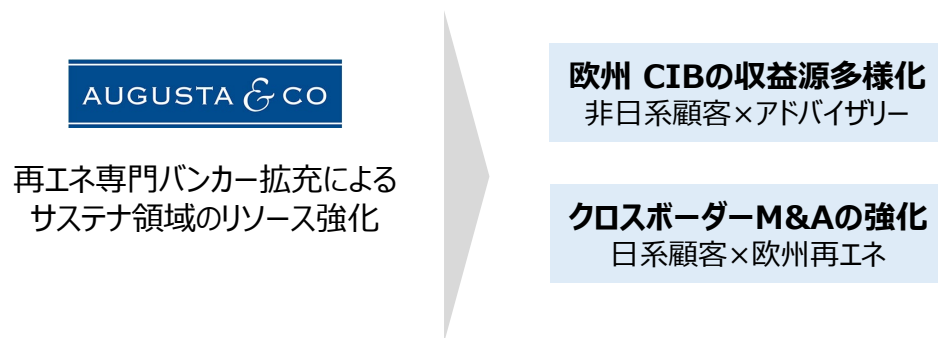 AUGUSTA & CO
再エネ専門バンカー拡充による
サステナ領域のリソース強化
欧州 CIBの収益源多様化
非日系顧客×アドバイザリー
クロスボーダーM&Aの強化
日系顧客×欧州再エネ